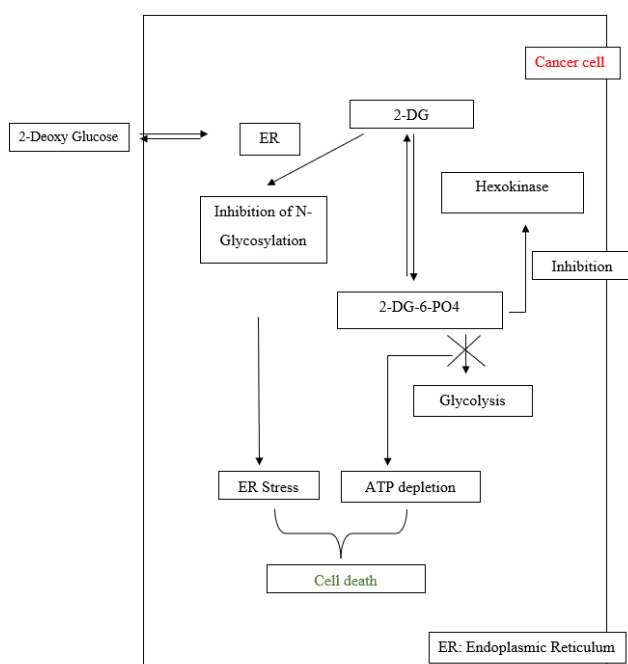 Cancer cell
2-DG
2-Deoxy Glucose
ER
Hexokinase
Inhibition of N-
Glycosylation
Inhibition
2-DG-6-PO4
Glycolysis
ER Stress
ATP depletion
Cell death
ER: Endoplasmic Reticulum